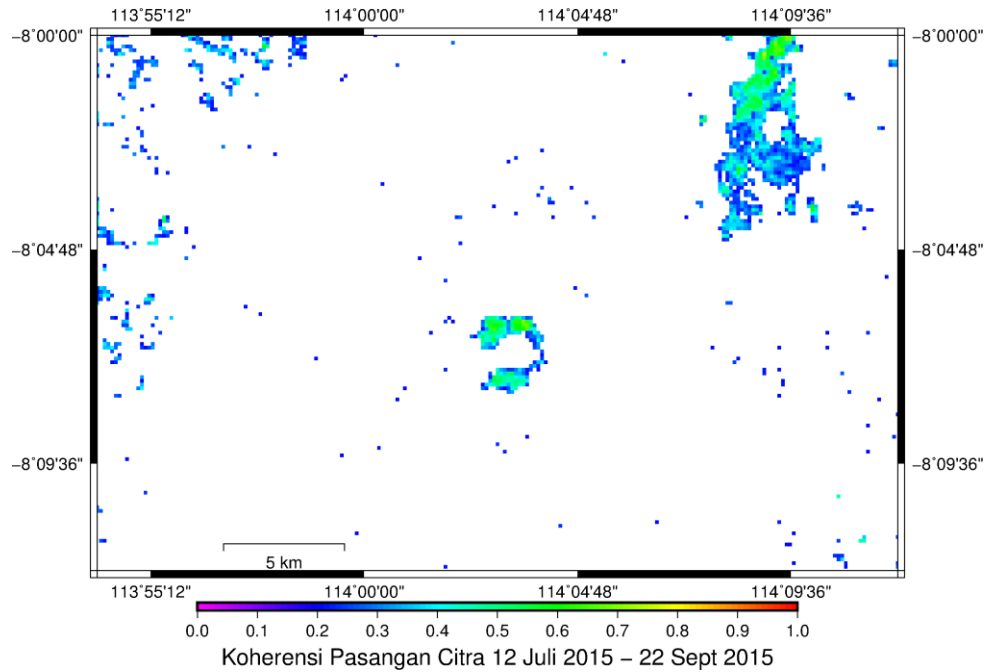 113˚55'12" 114˚00'00" 114˚04'48" 114˚09'36"
−8˚00'00" −8˚00'00"
−8˚04'48" −8˚04'48"
−8˚09'36" −8˚09'36"
5 km
113˚55'12" 114˚00'00" 114˚04'48" 114˚09'36"
0.0 0.1 0.2 0.3 0.4 0.5 0.6 0.7 0.8 0.9 1.0
Koherensi Pasangan Citra 12 Juli 2015 − 22 Sept 2015